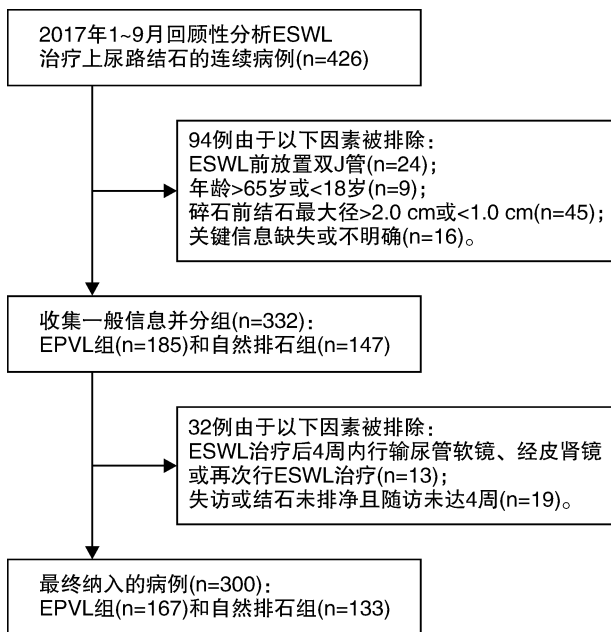 2017年1~9月回顾性分析ESWL
治疗上尿路结石的连续病例(n=426)
94例由于以下因素被排除:
ESWL前放置双J管(n=24);
年龄>65岁或<18岁(n=9);
碎石前结石最大径>2.0 cm或<1.0 cm(n=45);
关键信息缺失或不明确(n=16)。
收集一般信息并分组(n=332):
EPVL组(n=185)和自然排石组(n=147)
32例由于以下因素被排除:
ESWL治疗后4周内行输尿管软镜、经皮肾镜
或再次行ESWL治疗(n=13);
失访或结石未排净且随访未达4周(n=19)。
最终纳入的病例(n=300):
EPVL组(n=167)和自然排石组(n=133)